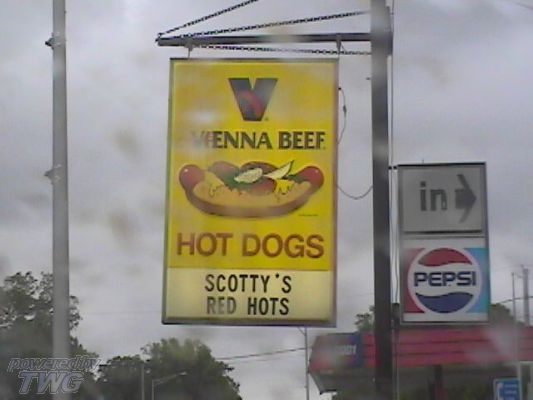 V
VIENNA BEEF
HOT DOGS
SCOTTY'S
RED HOTS
in →
PEPSI
powered by
TWG